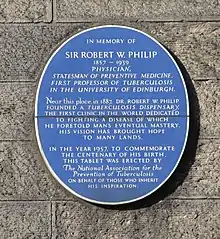 IN MEMORY OF
SIR ROBERT W. PHILIP
1857 - 1939
PHYSICIAN,
STATESMAN OF PREVENTIVE MEDICINE,
FIRST PROFESSOR OF TUBERCULOSIS
IN THE UNIVERSITY OF EDINBURGH.
Near this place in 1887, DR. ROBERT W. PHILIP
FOUNDED A TUBERCULOSIS DISPENSARY,
THE FIRST CLINIC IN THE WORLD DEDICATED
TO FIGHTING A DISEASE OF WHICH
HE FORETOLD MAN'S EVENTUAL MASTERY.
HIS VISION HAS BROUGHT HOPE
TO MANY LANDS.
IN THE YEAR 1957, TO COMMEMORATE
THE CENTENARY OF HIS BIRTH,
THIS TABLET WAS ERECTED BY
The National Association for the
Prevention of Tuberculosis
ON BEHALF OF THOSE WHO INHERIT
HIS INSPIRATION.